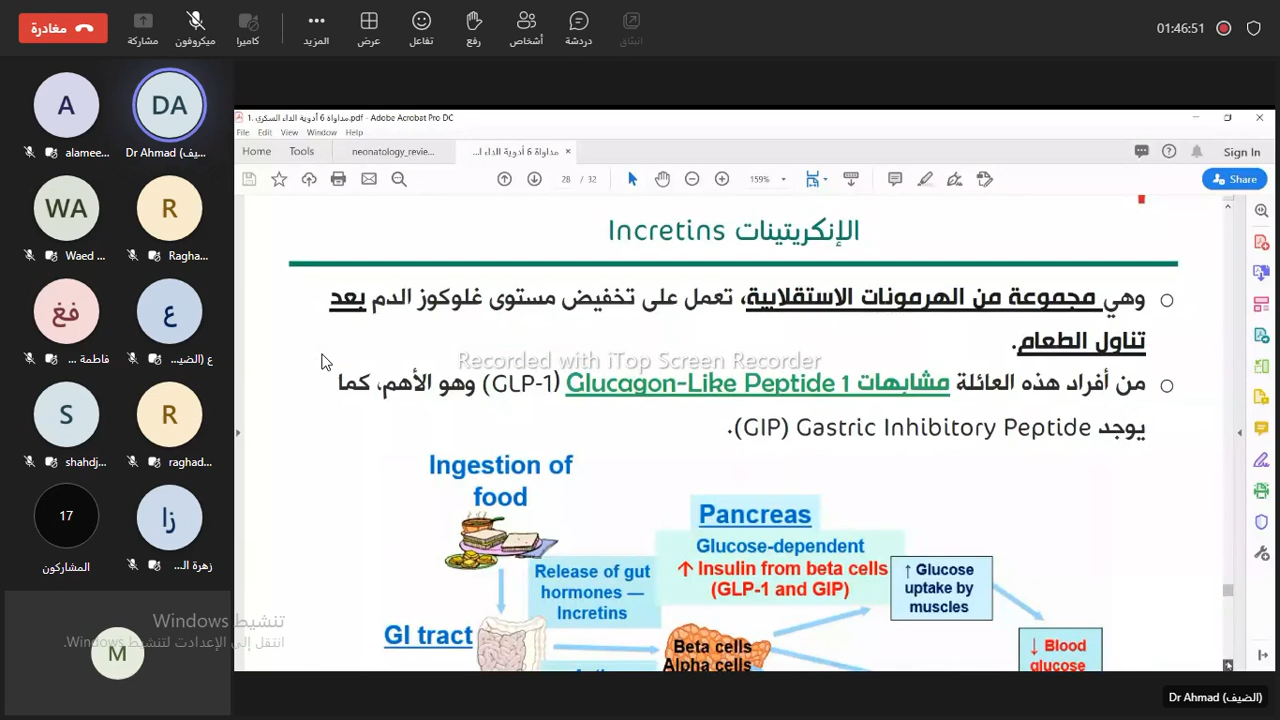 مغادرة
مشاركة
ميكروفون
كاميرا
المزيد
عرض
تفاعل
رفع
أشخاص
دردشة
انبثاق
01:46:51
A
DA
alamee...
Dr Ahmad (ضيف...
WA
R
Waed ...
Ragha...
فغ
ع
فاطمة ...
ع (الضيـ...
S
R
shahdj...
raghad...
17
زا
المشاركون
زهرة الـ...
تنشيط Windows
انتقل إلى الإعدادت لتنشيط Windows.
M
1. مداواة 6 أدوية الداء السكري.pdf - Adobe Acrobat Pro DC
File Edit View Window Help
Home Tools neonatology_revie... مداواة 6 أدوية الداء ا... × Sign In
28 / 32 159% Share
الإنكريتينات Incretins
وهي مجموعة من الهرمونات الاستقلابية، تعمل على تخفيض مستوى غلوكوز الدم بعد
تناول الطعام.
Recorded with iTop Screen Recorder
من أفراد هذه العائلة مشابهات Glucagon-Like Peptide 1 (GLP-1) وهو الأهم، كما
يوجد Gastric Inhibitory Peptide (GIP).
Ingestion of
food
Pancreas
Glucose-dependent
↑ Insulin from beta cells
(GLP-1 and GIP)
Release of gut
hormones —
Incretins
↑ Glucose
uptake by
muscles
GI tract
Beta cells
Alpha cells
↓ Blood
glucose
Dr Ahmad (الضيف)